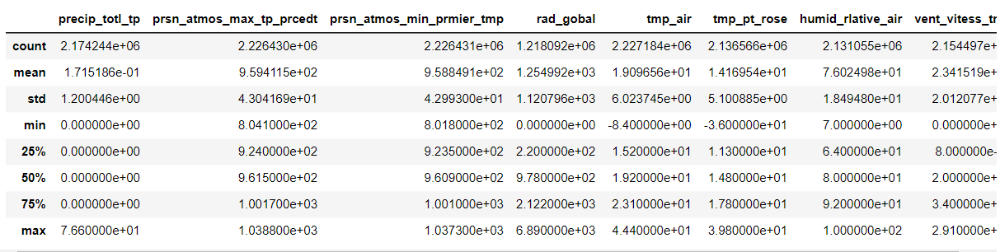 precip_totl_tp prsn_atmos_max_tp_prcedt prsn_atmos_min_prmier_tmp rad_gobal tmp_air tmp_pt_rose humid_rlative_air vent_vitess_tr
count 2.174244e+06 2.226430e+06 2.226431e+06 1.218092e+06 2.227184e+06 2.136566e+06 2.131055e+06 2.154497e+
mean 1.715186e-01 9.594115e+02 9.588491e+02 1.254992e+03 1.909656e+01 1.416954e+01 7.602498e+01 2.341519e+
std 1.200446e+00 4.304169e+01 4.299300e+01 1.120796e+03 6.023745e+00 5.100885e+00 1.849480e+01 2.012077e+
min 0.000000e+00 8.041000e+02 8.018000e+02 0.000000e+00 -8.400000e+00 -3.600000e+01 7.000000e+00 0.000000e+
25% 0.000000e+00 9.240000e+02 9.235000e+02 2.200000e+02 1.520000e+01 1.130000e+01 6.400000e+01 8.000000e-
50% 0.000000e+00 9.615000e+02 9.609000e+02 9.780000e+02 1.920000e+01 1.480000e+01 8.000000e+01 2.000000e+
75% 0.000000e+00 1.001700e+03 1.001000e+03 2.122000e+03 2.310000e+01 1.780000e+01 9.200000e+01 3.400000e+
max 7.660000e+01 1.038800e+03 1.037300e+03 6.890000e+03 4.440000e+01 3.980000e+01 1.000000e+02 2.910000e+